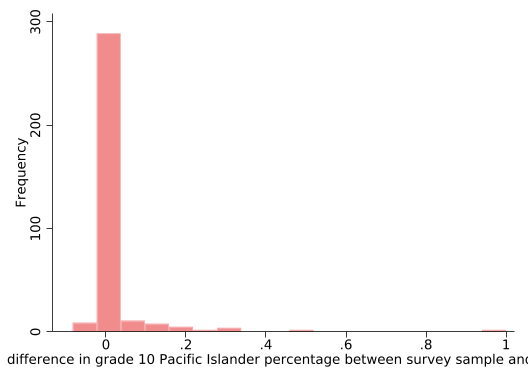 300
200
100
0
Frequency
0 .2 .4 .6 .8 1
difference in grade 10 Pacific Islander percentage between survey sample